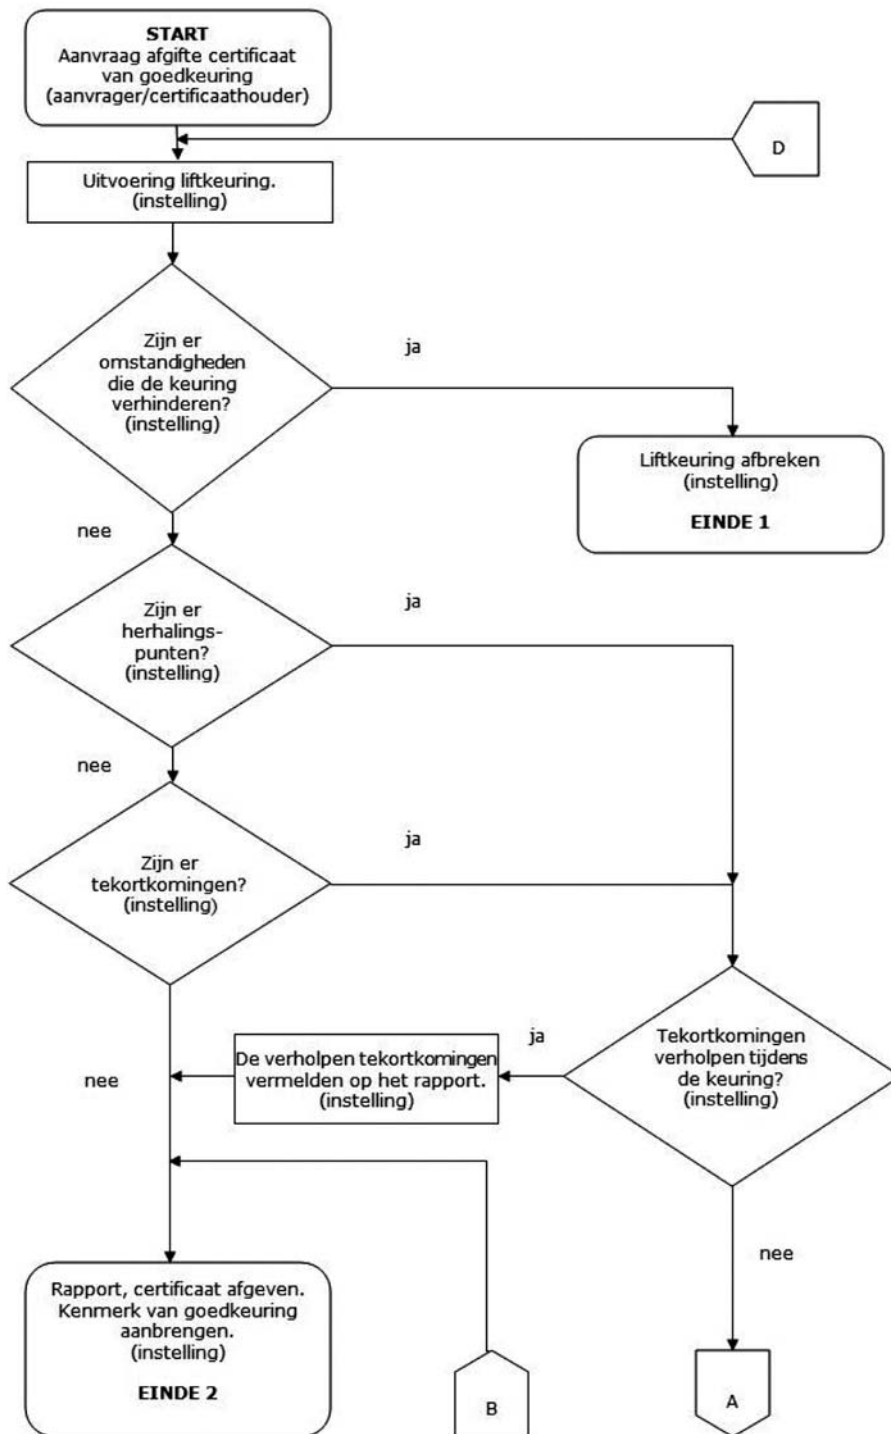 START
Aanvraag afgifte certificaat
van goedkeuring
(aanvrager/certificaathouder)
D
Uitvoering liftkeuring.
(instelling)
Zijn er
omstandigheden
die de keuring
verhinderen?
(instelling)
ja
Liftkeuring afbreken
(instelling)
EINDE 1
nee
Zijn er
herhalings-
punten?
(instelling)
ja
nee
Zijn er
tekortkomingen?
(instelling)
ja
Tekortkomingen
verholpen tijdens
de keuring?
(instelling)
ja
De verholpen tekortkomingen
vermelden op het rapport.
(instelling)
nee
nee
Rapport, certificaat afgeven.
Kenmerk van goedkeuring
aanbrengen.
(instelling)
EINDE 2
B
A